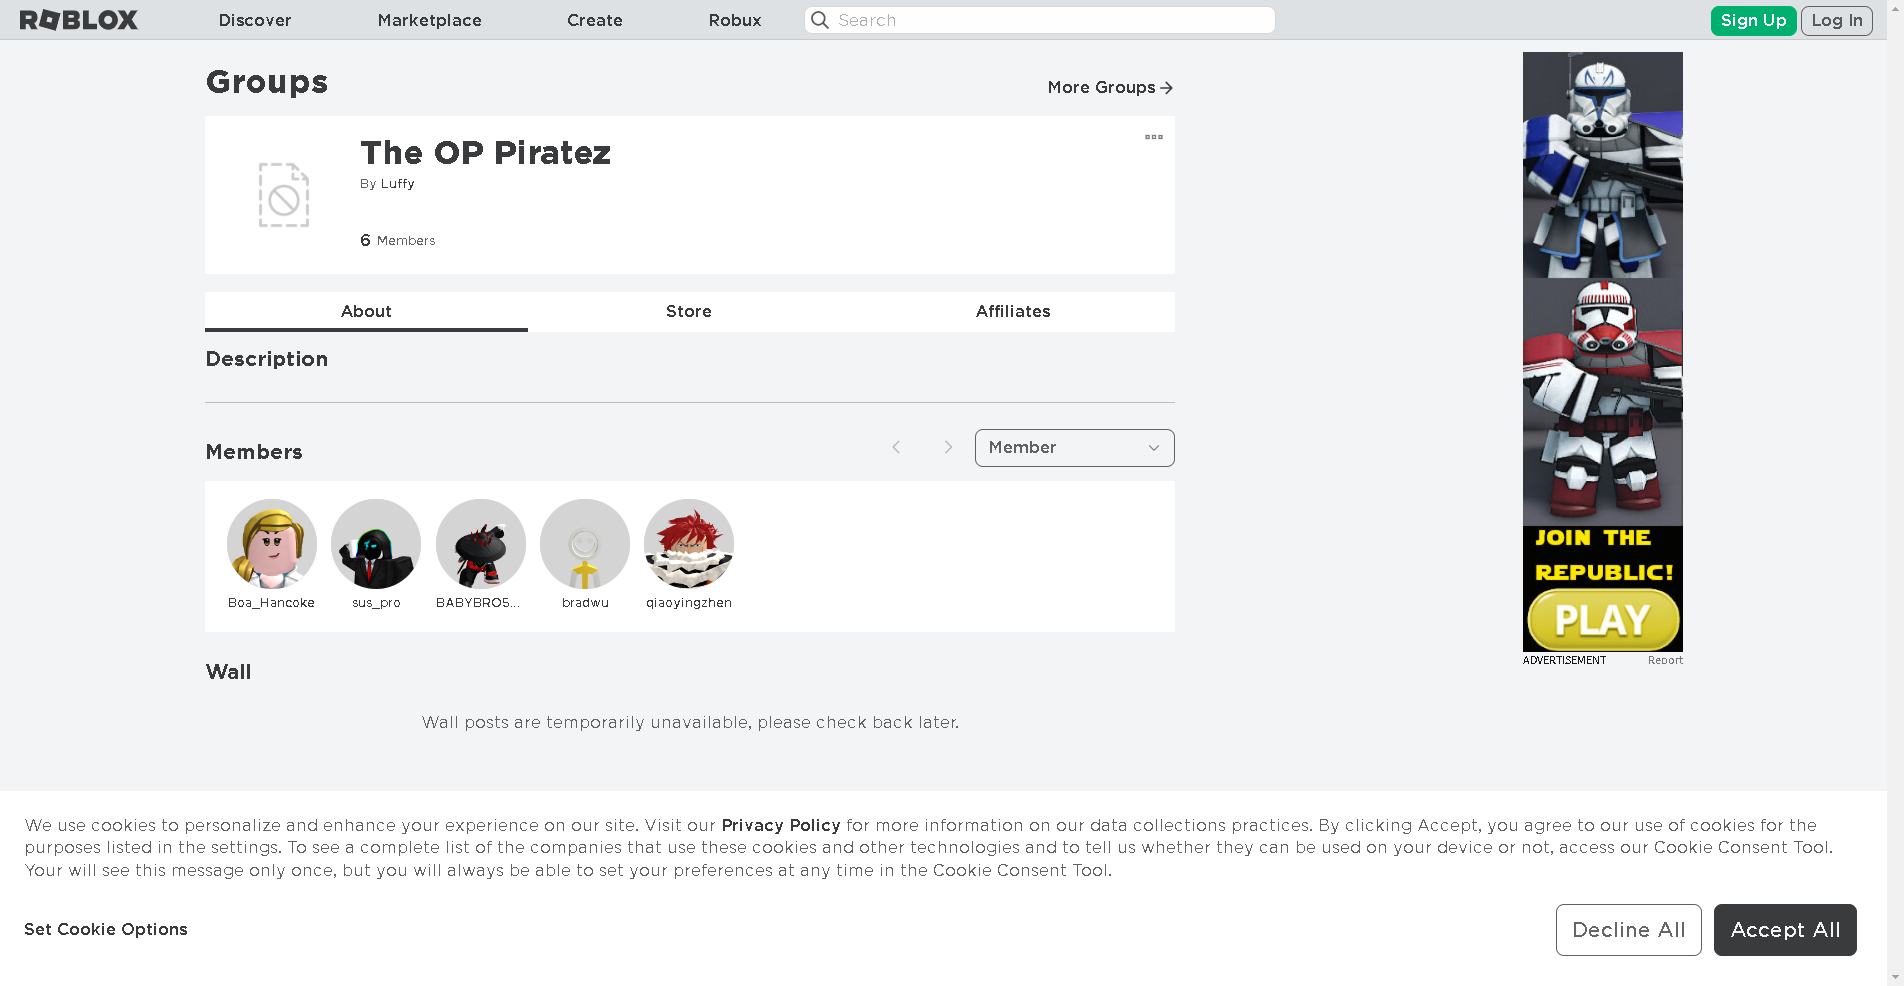 ROBLOX Discover Marketplace Create Robux Search Sign Up Log In
Groups
More Groups
The OP Piratez
By Luffy
6 Members
About Store Affiliates
Description
Members
Member
Boa_Hancoke sus_pro BABYBRO5... bradwu qiaoyingzhen
Wall
Wall posts are temporarily unavailable, please check back later.
JOIN THE
REPUBLIC!
PLAY
ADVERTISEMENT Report
We use cookies to personalize and enhance your experience on our site. Visit our Privacy Policy for more information on our data collections practices. By clicking Accept, you agree to our use of cookies for the
purposes listed in the settings. To see a complete list of the companies that use these cookies and other technologies and to tell us whether they can be used on your device or not, access our Cookie Consent Tool.
Your will see this message only once, but you will always be able to set your preferences at any time in the Cookie Consent Tool.
Set Cookie Options
Decline All
Accept All